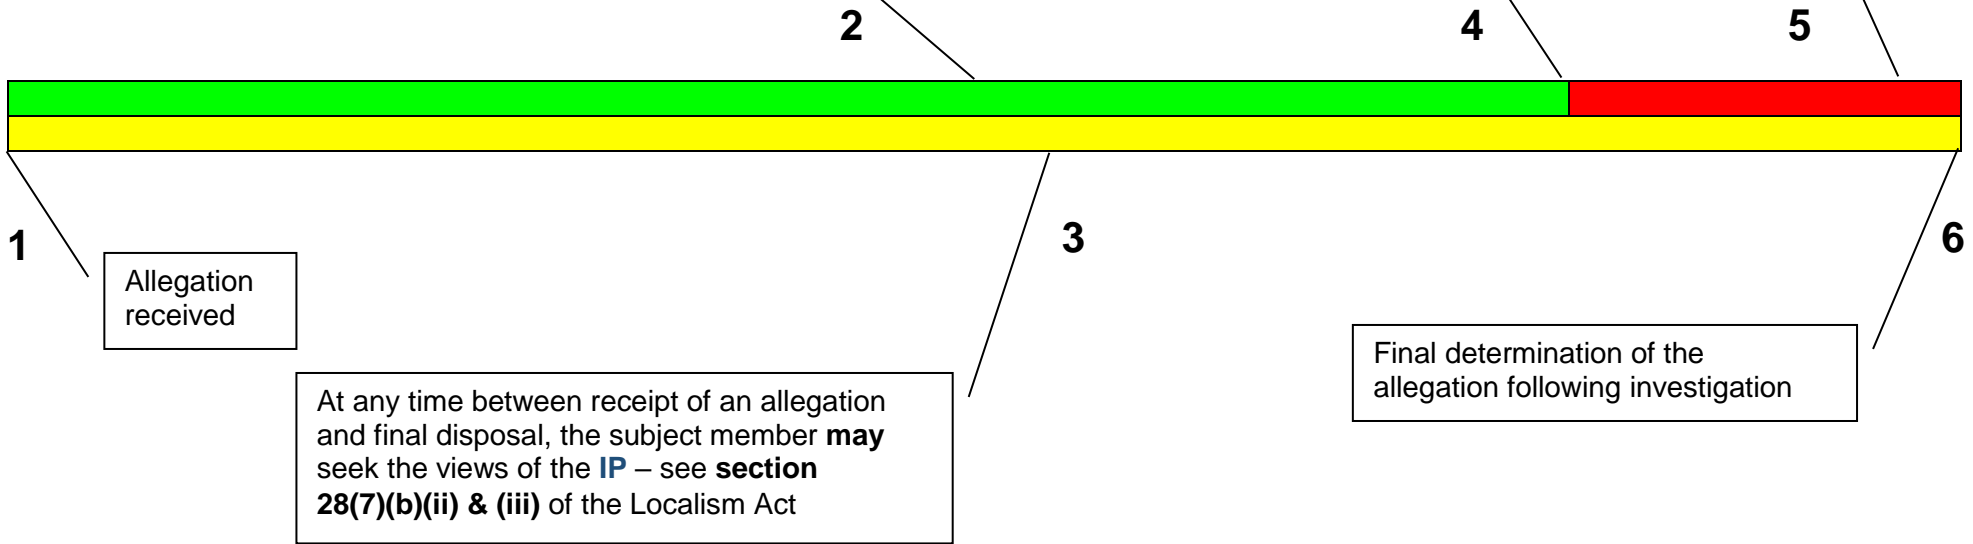 2
4
5
1
3
6
Allegation
received
At any time between receipt of an allegation
and final disposal, the subject member may
seek the views of the IP – see section
28(7)(b)(ii) & (iii) of the Localism Act
Final determination of the
allegation following investigation